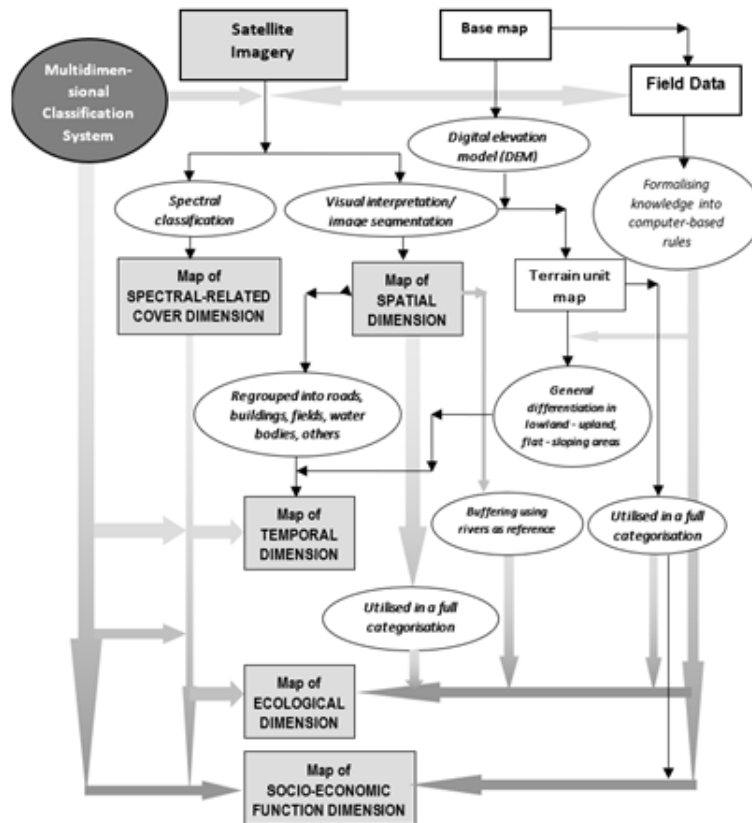 Satellite
Imagery
Base map
Multidimen-
sional
Classification
System
Field Data
Digital elevation
model (DEM)
Spectral
classification
Visual interpretation/
image segmentation
Formalising
knowledge into
computer-based
rules
Map of
SPECTRAL-RELATED
COVER DIMENSION
Map of
SPATIAL
DIMENSION
Terrain unit
map
Regrouped into roads,
buildings, fields, water
bodies, others
General
differentiation in
lowland - upland,
flat - sloping areas
Map of
TEMPORAL
DIMENSION
Buffering using
rivers as reference
Utilised in a full
categorisation
Utilised in a full
categorisation
Map of
ECOLOGICAL
DIMENSION
Map of
SOCIO-ECONOMIC
FUNCTION DIMENSION